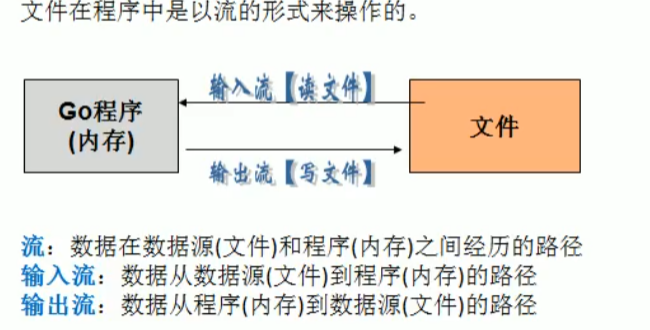 文件在程序中是以流的形式来操作的。
输入流【读文件】
Go程序
(内存)
文件
输出流【写文件】
流：数据在数据源(文件)和程序(内存)之间经历的路径
输入流：数据从数据源(文件)到程序(内存)的路径
输出流：数据从程序(内存)到数据源(文件)的路径